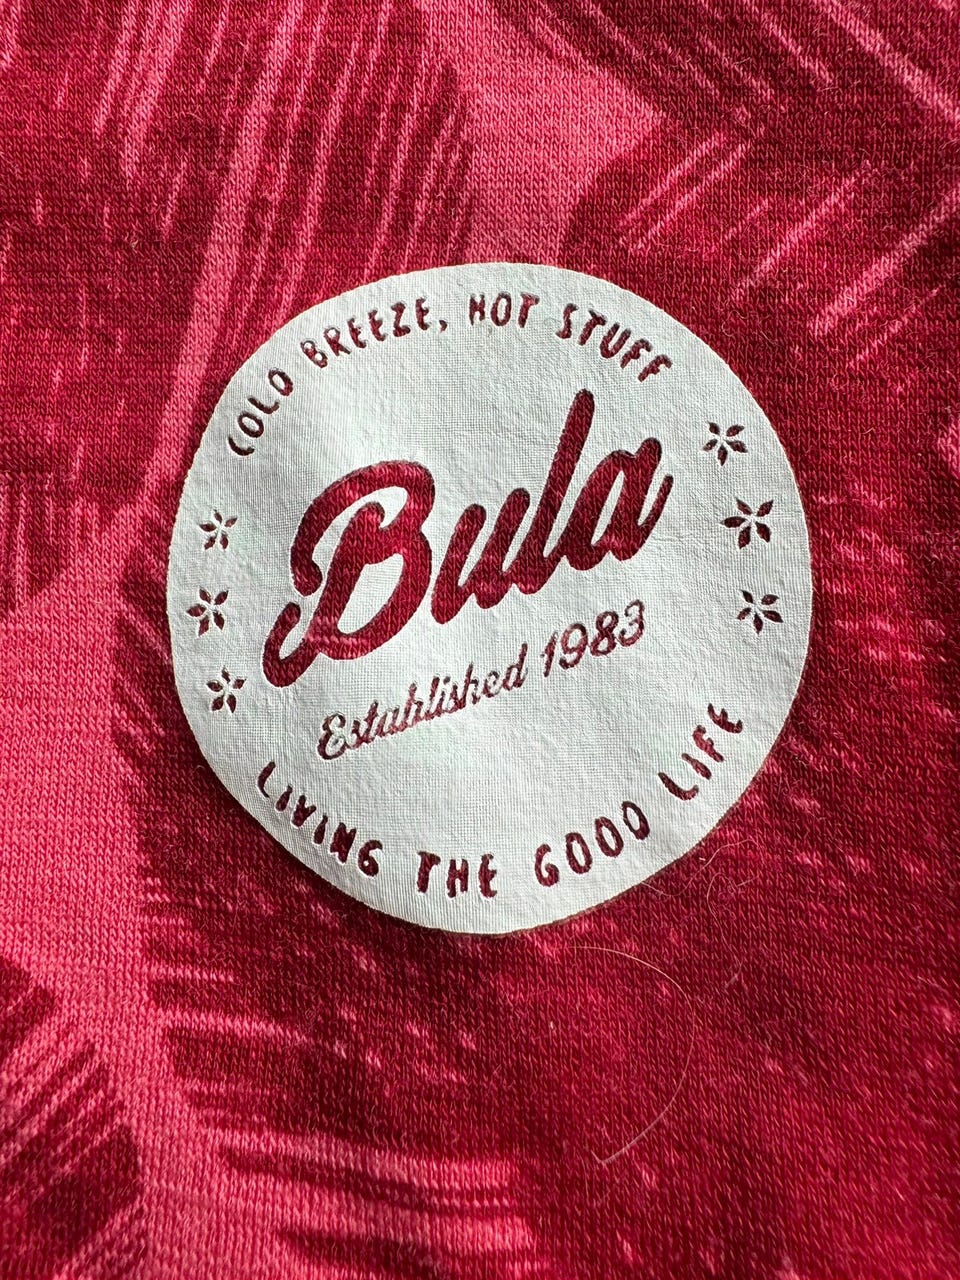 COLD BREEZE, HOT STUFF
Bula
Established 1983
LIVING THE GOOD LIFE